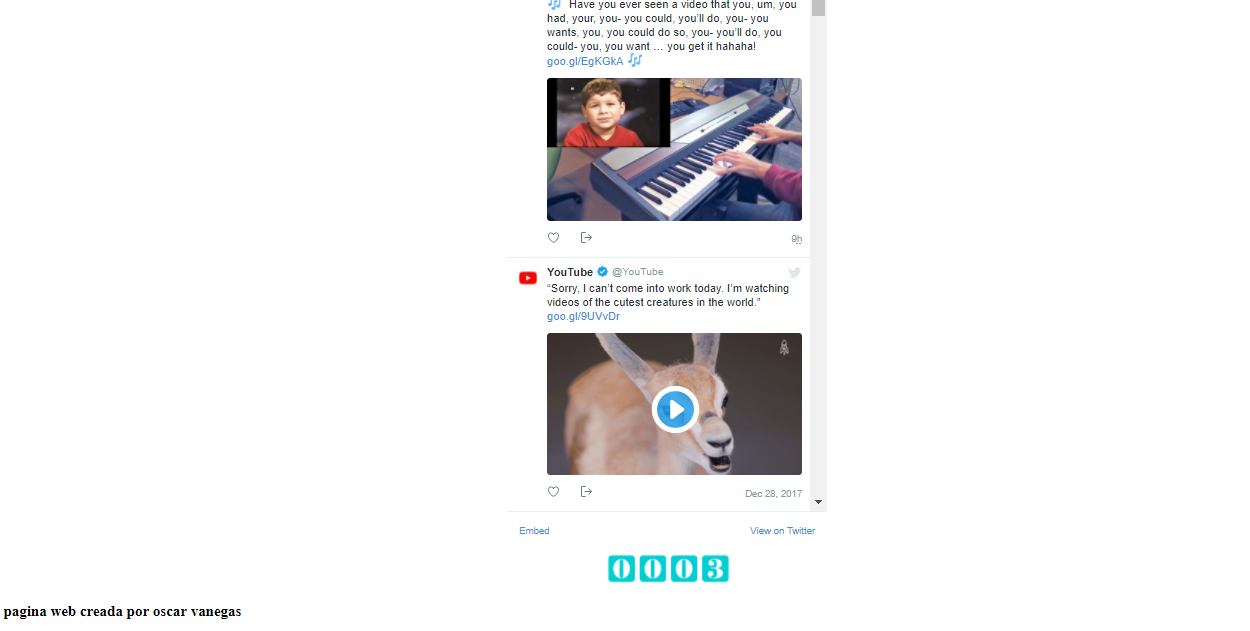 🎶 Have you ever seen a video that you, um, you
had, your, you- you could, you’ll do, you- you
wants, you, you could do so, you- you’ll do, you
could- you, you want … you get it hahaha!
goo.gl/EgKGkA 🎶
9h
YouTube @YouTube
“Sorry, I can’t come into work today. I’m watching
videos of the cutest creatures in the world.”
goo.gl/9UVvDr
Dec 28, 2017
Embed View on Twitter
0003
pagina web creada por oscar vanegas